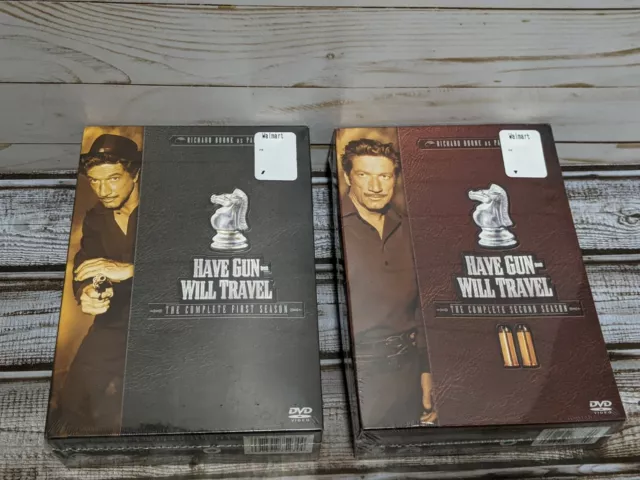 RICHARD BOONE AS
Walmart
HAVE GUN–
WILL TRAVEL
THE COMPLETE FIRST SEASON
DVD
VIDEO
RICHARD BOONE AS
Walmart
HAVE GUN–
WILL TRAVEL
THE COMPLETE SECOND SEASON
DVD
VIDEO